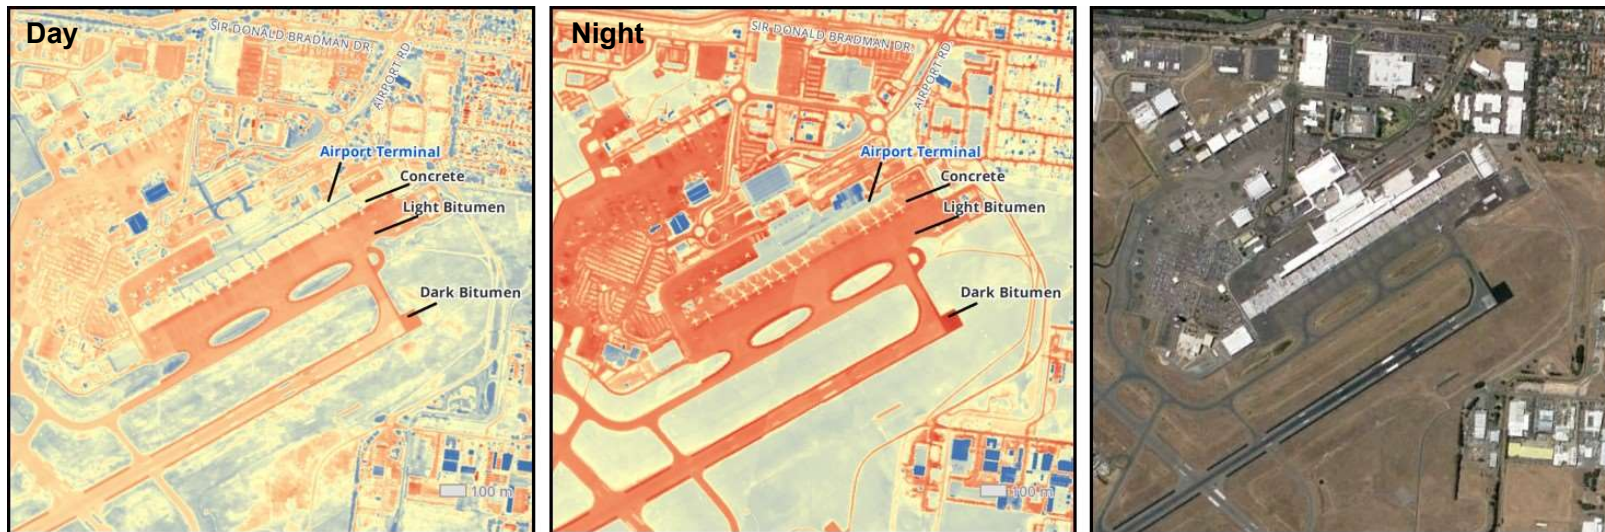 Day
SIR DONALD BRADMAN DR.
AIRPORT RD.
Airport Terminal
Concrete
Light Bitumen
Dark Bitumen
100 m
Night
SIR DONALD BRADMAN DR.
AIRPORT RD.
Airport Terminal
Concrete
Light Bitumen
Dark Bitumen
100 m